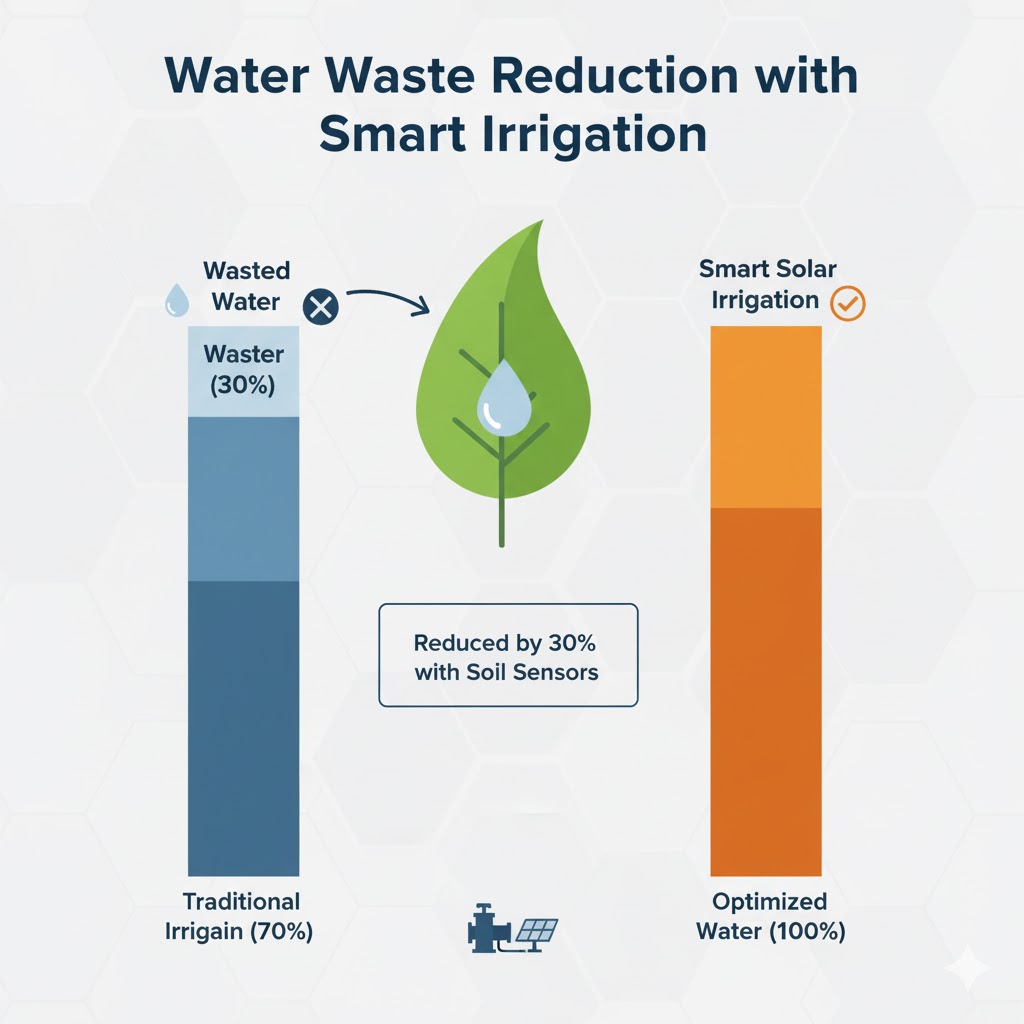 Water Waste Reduction with
Smart Irrigation
Wasted
Water
Waster
(30%)
Smart Solar
Irrigation
Reduced by 30%
with Soil Sensors
Traditional
Irrigain (70%)
Optimized
Water (100%)